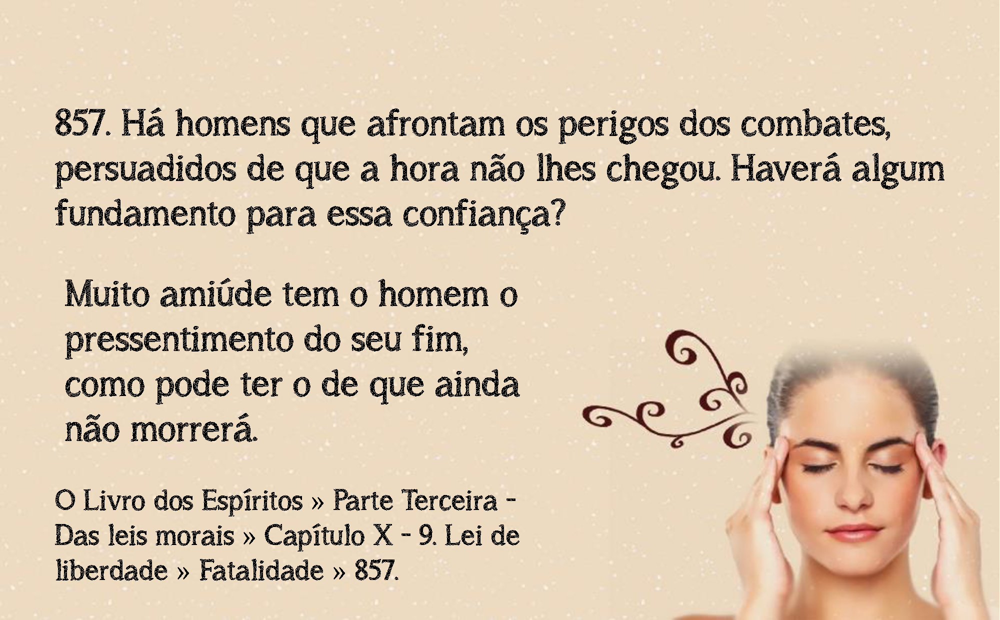 857. Há homens que afrontam os perigos dos combates,
persuadidos de que a hora não lhes chegou. Haverá algum
fundamento para essa confiança?
Muito amiúde tem o homem o
pressentimento do seu fim,
como pode ter o de que ainda
não morrerá.
O Livro dos Espíritos » Parte Terceira -
Das leis morais » Capítulo X - 9. Lei de
liberdade » Fatalidade » 857.